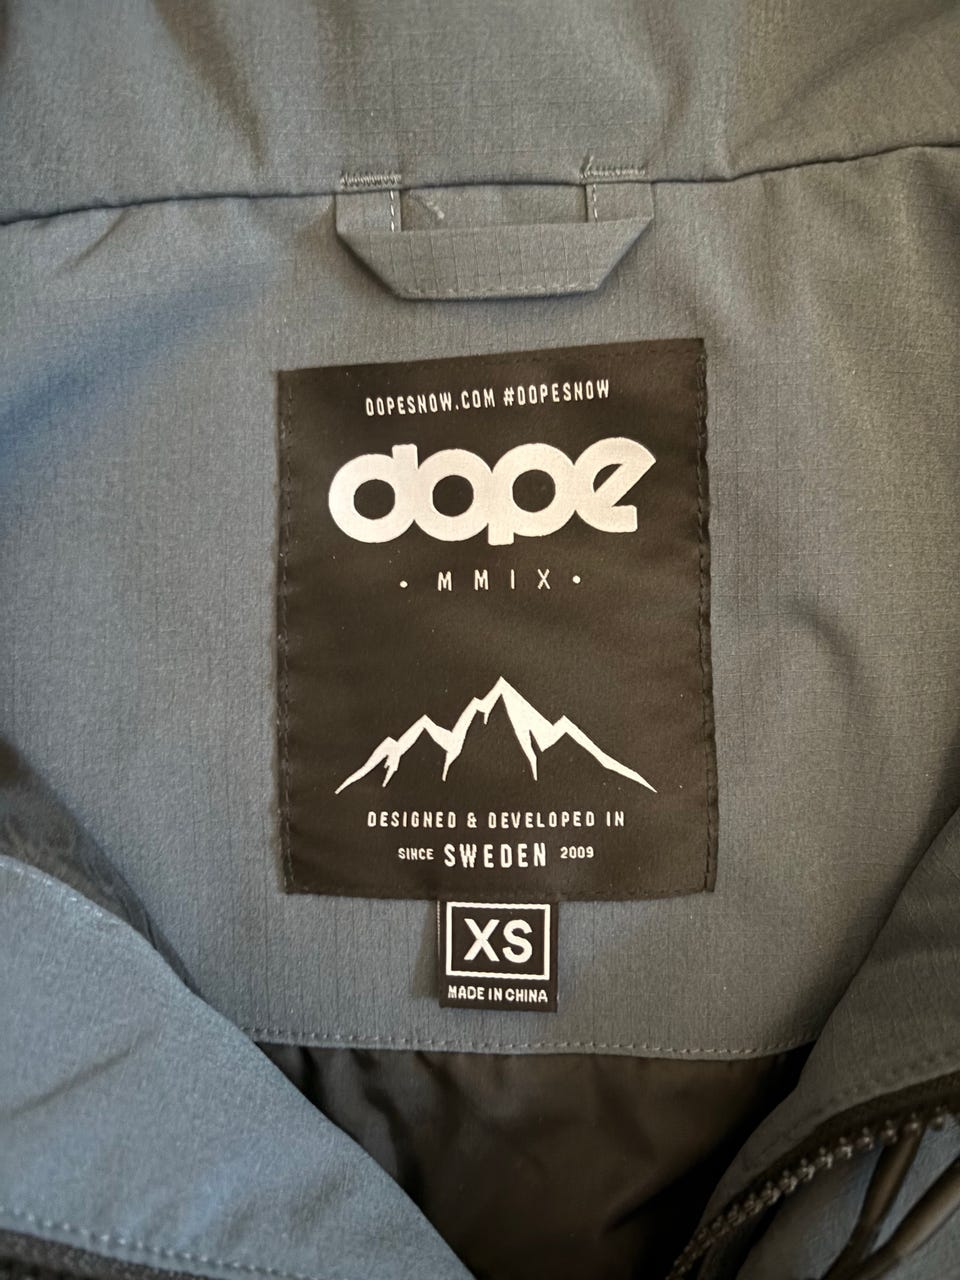 DOPESNOW.COM #DOPESNOW
dope
• MMIX •
DESIGNED & DEVELOPED IN
SINCE SWEDEN 2009
XS
MADE IN CHINA